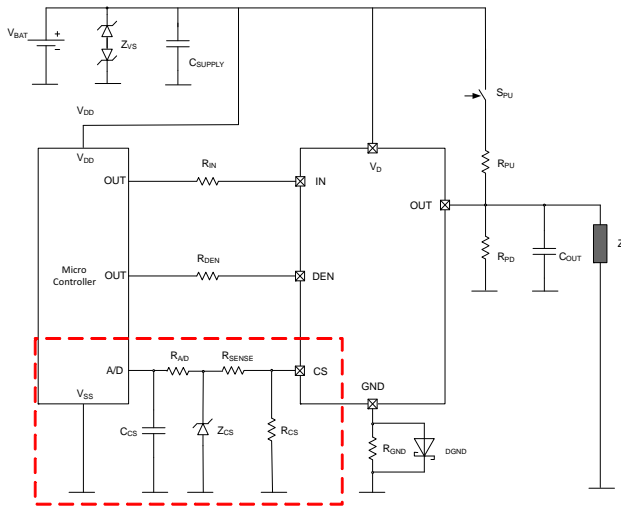 VBAT
+
-
ZVS
CSUPPLY
SPU
VDD
VDD
VD
RPU
OUT
RIN
IN
OUT
RPD
COUT
Z
Micro
Controller
OUT
RDEN
DEN
A/D
RA/D
RSENSE
CS
GND
VSS
CCS
ZCS
RCS
RGND
DGND